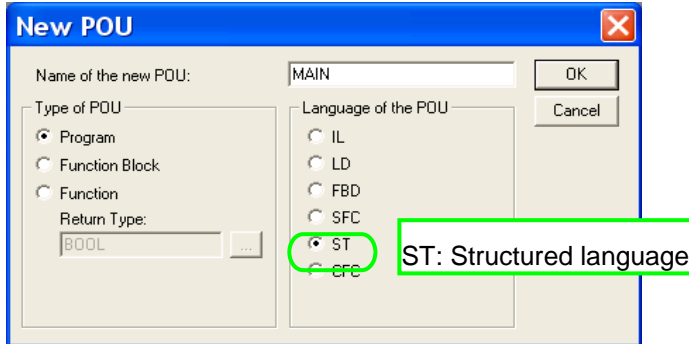 New POU
Name of the new POU:
MAIN
OK
Cancel
Type of POU
Program
Function Block
Function
Return Type:
BOOL
...
Language of the POU
IL
LD
FBD
SFC
ST
CFC
ST: Structured language